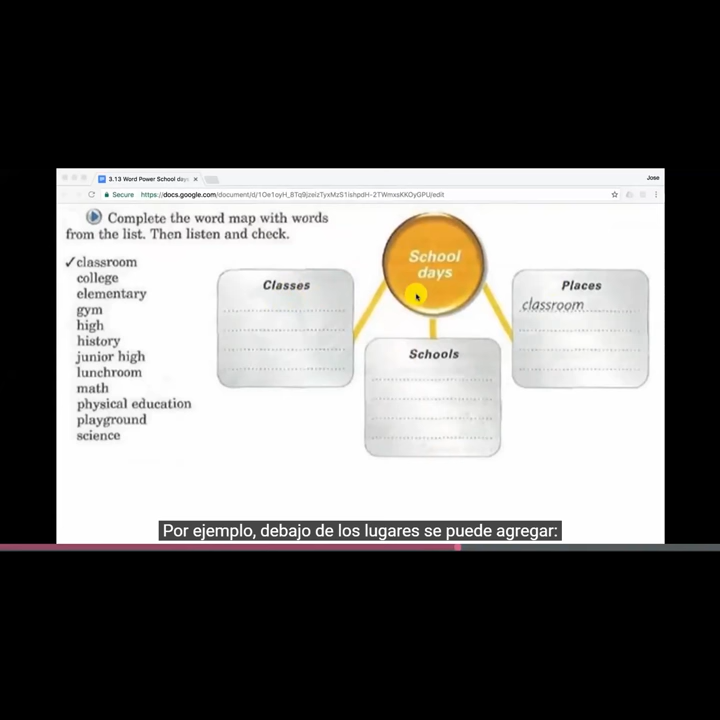 3.13 Word Power School days
Jose
Secure https://docs.google.com/document/d/1Oe1oyH_8Tq9jzeizTyxMzS1ishpdH-2TWmxsKKOyGPU/edit
Complete the word map with words
from the list. Then listen and check.
✓classroom
college
elementary
gym
high
history
junior high
lunchroom
math
physical education
playground
science
School
days
Classes
Schools
Places
classroom
Por ejemplo, debajo de los lugares se puede agregar: